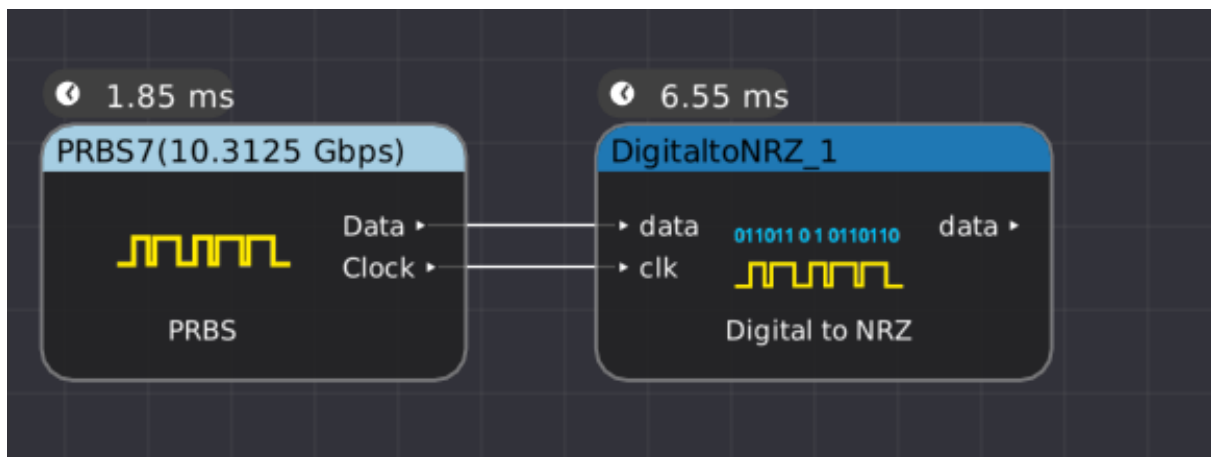 1.85 ms
PRBS7(10.3125 Gbps)
Data
Clock
PRBS
6.55 ms
DigitaltoNRZ_1
data
clk
011011 0 1 0110110
data
Digital to NRZ